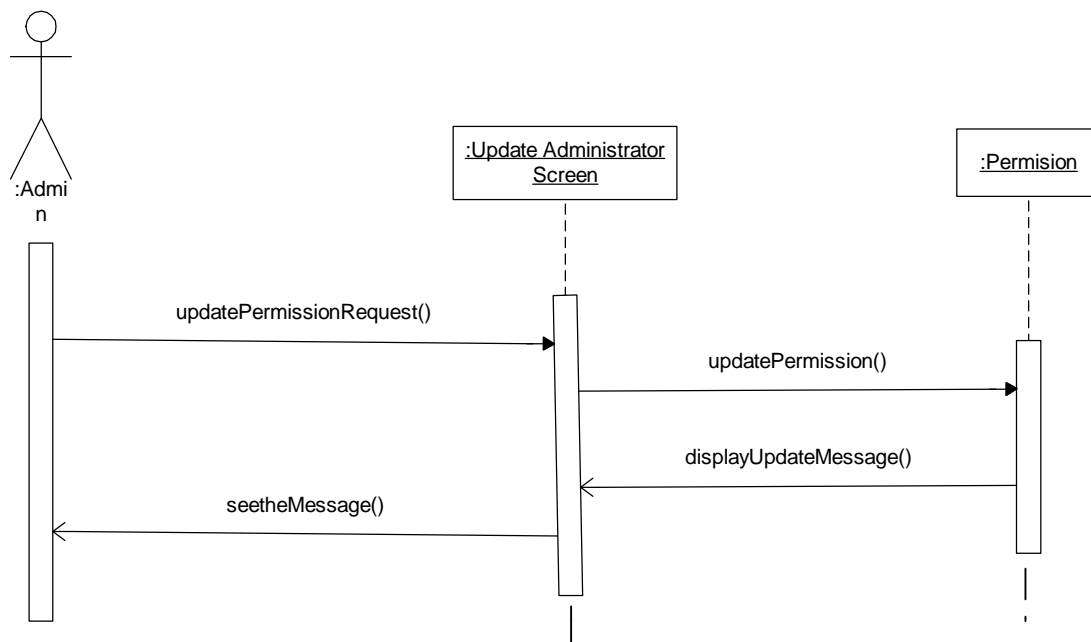 :Admi
n
:Update Administrator
Screen
:Permision
updatePermissionRequest()
updatePermission()
displayUpdateMessage()
seetheMessage()